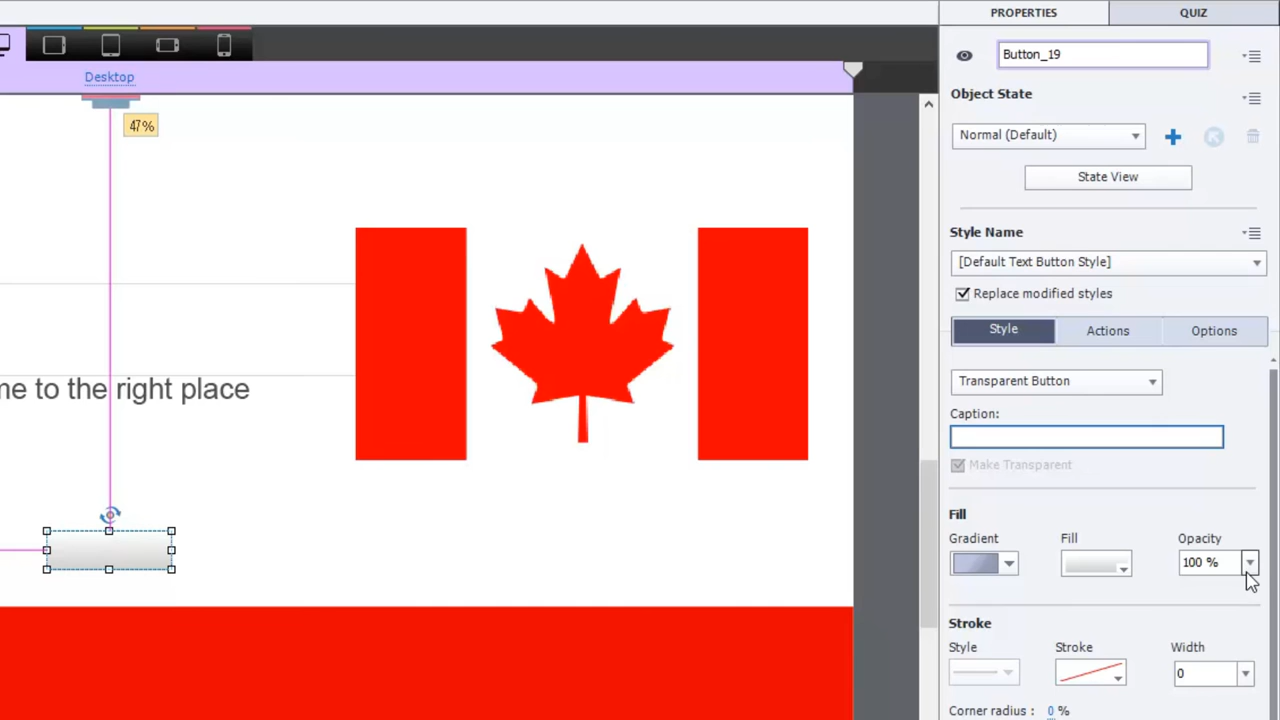 PROPERTIES
QUIZ
Button_19
Desktop
47%
Object State
Normal (Default)
State View
Style Name
[Default Text Button Style]
Replace modified styles
Style
Actions
Options
Transparent Button
me to the right place
Caption:
Make Transparent
Fill
Gradient
Fill
Opacity
100 %
Stroke
Style
Stroke
Width
0
Corner radius : 0 %